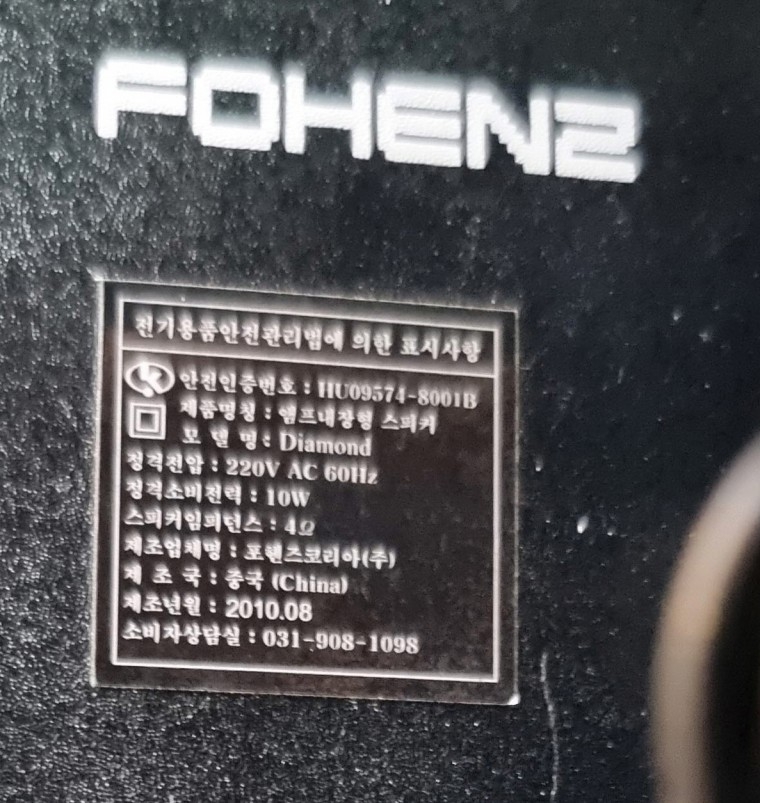 FOHENZ
전기용품안전관리법에 의한 표시사항
안전인증번호 : HU09574-8001B
제품명칭 : 앰프내장형 스피커
모 델 명 : Diamond
정격전압 : 220V AC 60Hz
정격소비전력 : 10W
스피커임피던스 : 4Ω
제조업체명 : 포헨즈코리아(주)
제 조 국 : 중국 (China)
제조년월 : 2010.08
소비자상담실 : 031-908-1098